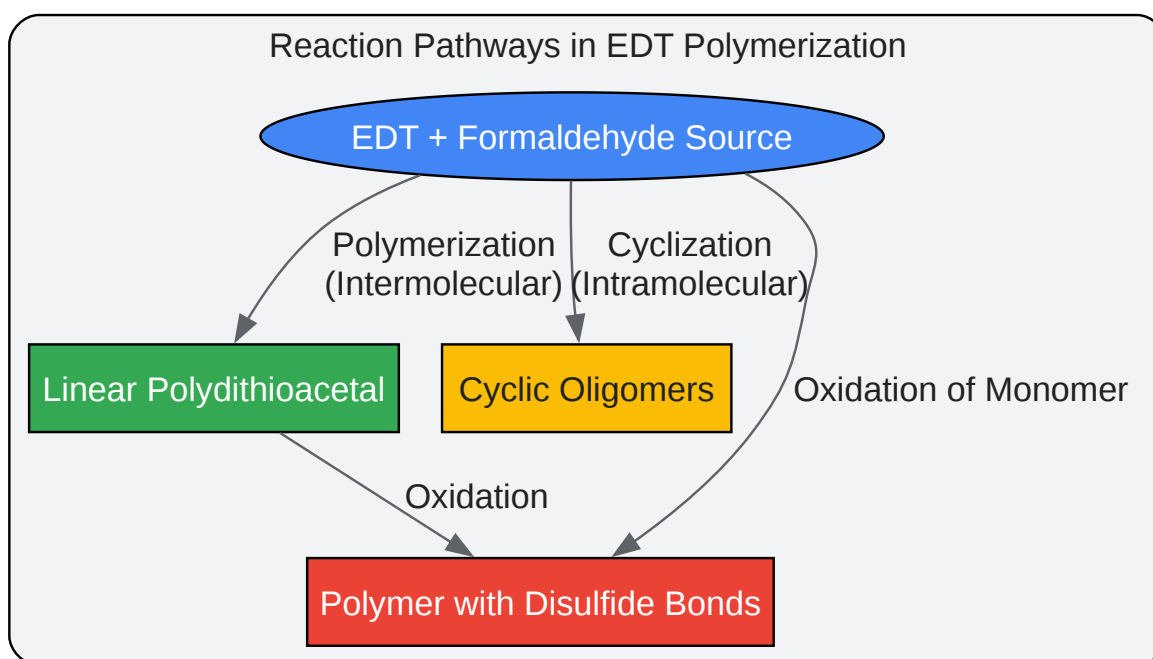 Reaction Pathways in EDT Polymerization
EDT + Formaldehyde Source
Polymerization
(Intermolecular)
Cyclization
(Intramolecular)
Linear Polydithioacetal
Cyclic Oligomers
Oxidation of Monomer
Oxidation
Polymer with Disulfide Bonds